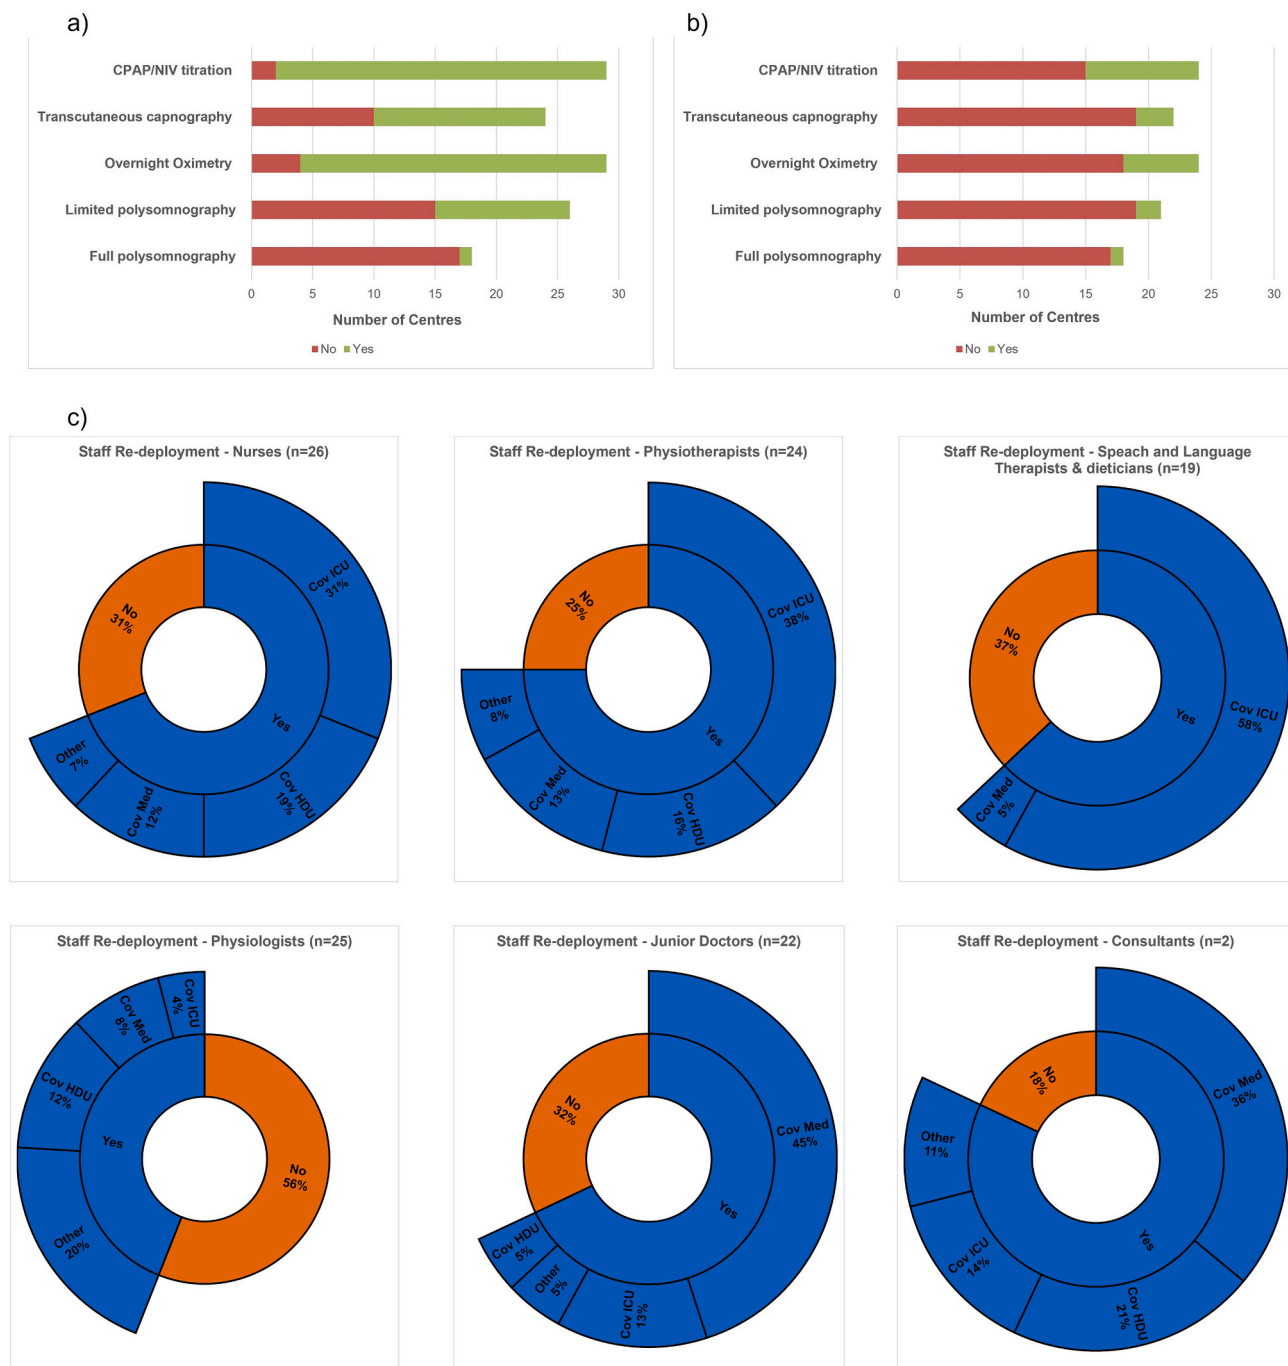 a)
CPAP/NIV titration
Transcutaneous capnography
Overnight Oximetry
Limited polysomnography
Full polysomnography
0 5 10 15 20 25 30
Number of Centres
No Yes
b)
CPAP/NIV titration
Transcutaneous capnography
Overnight Oximetry
Limited polysomnography
Full polysomnography
0 5 10 15 20 25 30
Number of Centres
No Yes
c)
Staff Re-deployment - Nurses (n=26)
Cov ICU
31%
No
31%
Yes
Other
7%
Cov Med
12%
Cov HDU
19%
Staff Re-deployment - Physiotherapists (n=24)
Cov ICU
38%
No
25%
Yes
Other
8%
Cov Med
13%
Cov HDU
16%
Staff Re-deployment - Speach and Language
Therapists & dieticians (n=19)
No
37%
Yes
Cov ICU
58%
Cov Med
5%
Staff Re-deployment - Physiologists (n=25)
Cov ICU
4%
Cov Med
8%
Cov HDU
12%
Yes
No
56%
Other
20%
Staff Re-deployment - Junior Doctors (n=22)
No
32%
Cov Med
45%
Yes
Cov HDU
5%
Other
5%
Cov ICU
13%
Staff Re-deployment - Consultants (n=2)
No
18%
Cov Med
36%
Other
11%
Yes
Cov ICU
14%
Cov HDU
21%